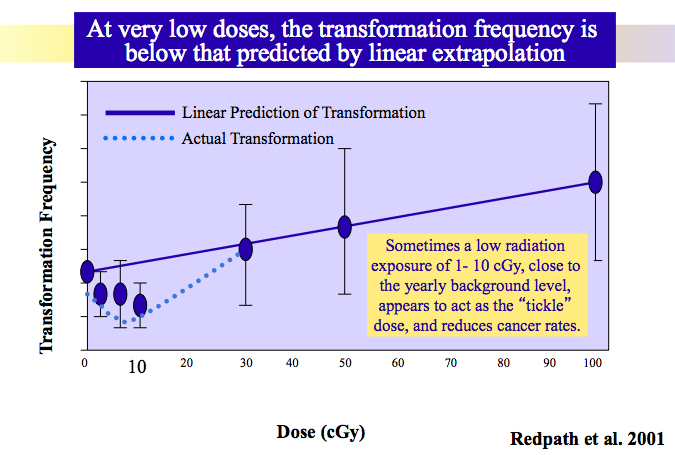 At very low doses, the transformation frequency is
below that predicted by linear extrapolation
Linear Prediction of Transformation
Actual Transformation
Transformation Frequency
Sometimes a low radiation
exposure of 1- 10 cGy, close to
the yearly background level,
appears to act as the “tickle”
dose, and reduces cancer rates.
0 10 20 30 40 50 60 70 80 90 100
Dose (cGy)
Redpath et al. 2001